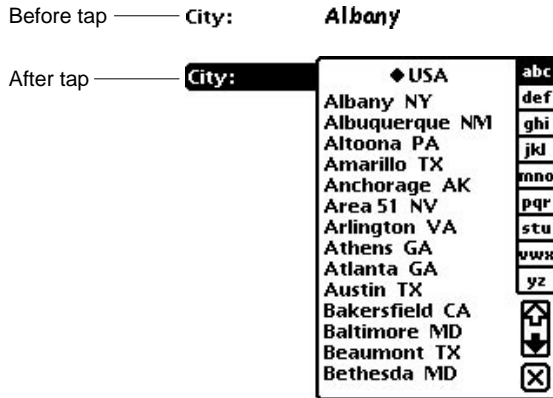 Before tap City: Albany
After tap City:
◆USA
Albany NY
Albuquerque NM
Altoona PA
Amarillo TX
Anchorage AK
Area 51 NV
Arlington VA
Athens GA
Atlanta GA
Austin TX
Bakersfield CA
Baltimore MD
Beaumont TX
Bethesda MD
abc
def
ghi
jkl
mno
pqr
stu
vwx
yz